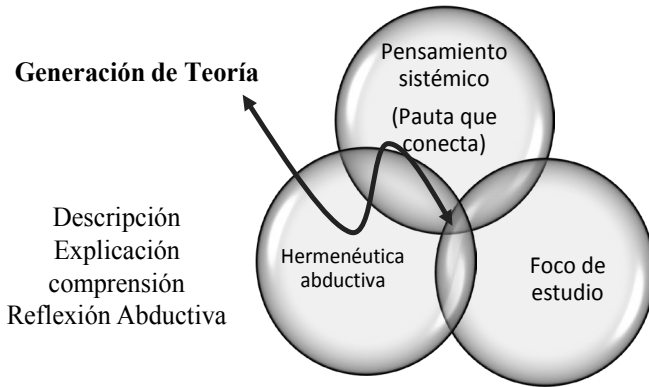 Generación de Teoría
Pensamiento
sistémico
(Pauta que
conecta)
Descripción
Explicación
comprensión
Reflexión Abductiva
Hermenéutica
abductiva
Foco de
estudio